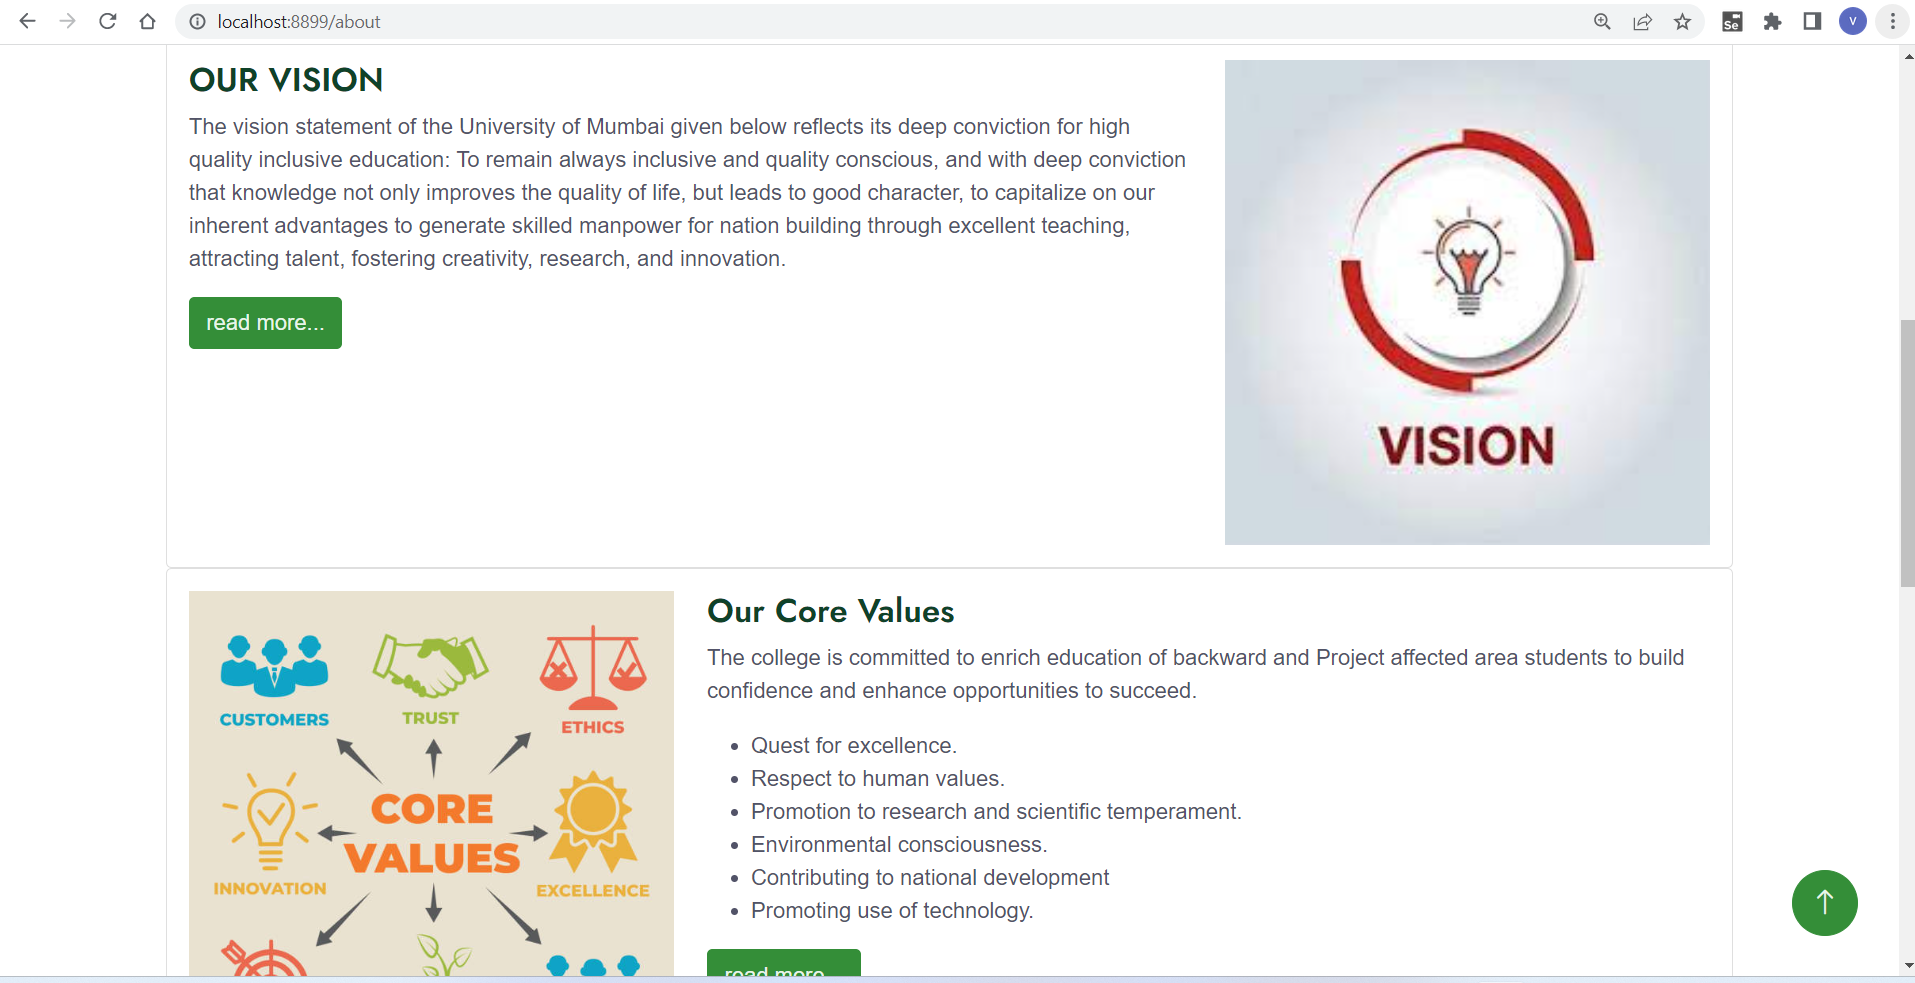 localhost:8899/about
Se
V
OUR VISION
The vision statement of the University of Mumbai given below reflects its deep conviction for high
quality inclusive education: To remain always inclusive and quality conscious, and with deep conviction
that knowledge not only improves the quality of life, but leads to good character, to capitalize on our
inherent advantages to generate skilled manpower for nation building through excellent teaching,
attracting talent, fostering creativity, research, and innovation.
read more...
VISION
CUSTOMERS
TRUST
ETHICS
CORE
VALUES
INNOVATION
EXCELLENCE
Our Core Values
The college is committed to enrich education of backward and Project affected area students to build
confidence and enhance opportunities to succeed.
• Quest for excellence.
• Respect to human values.
• Promotion to research and scientific temperament.
• Environmental consciousness.
• Contributing to national development
• Promoting use of technology.
read more